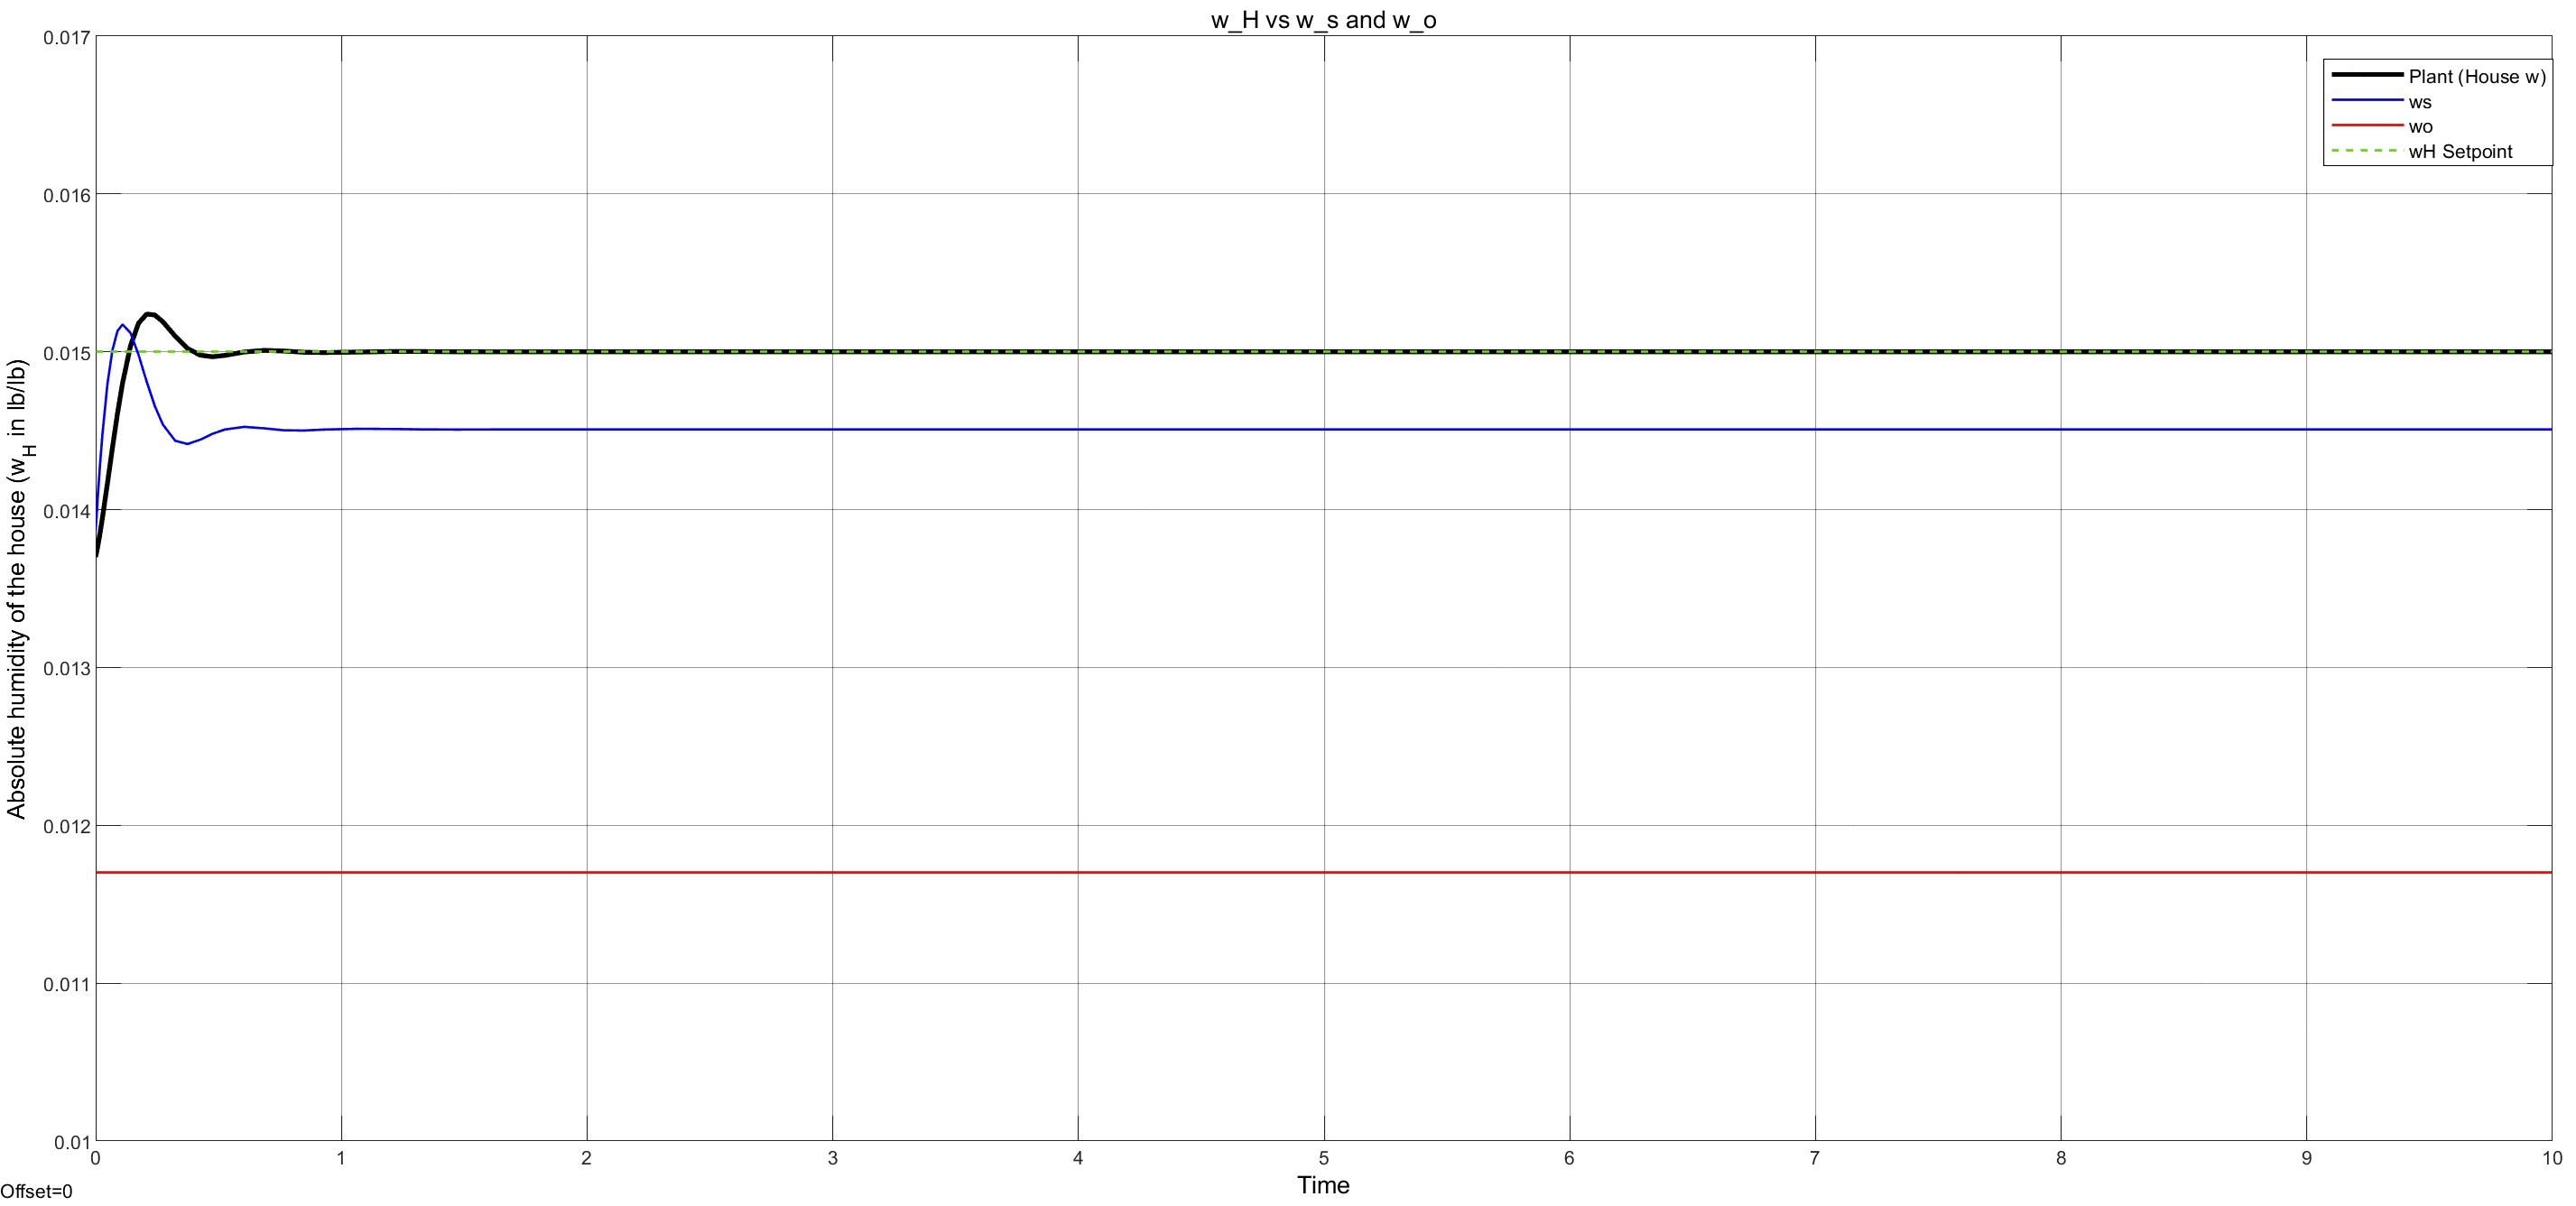 w_H vs w_s and w_o
Plant (House w)
ws
wo
wH Setpoint
Absolute humidity of the house (w_H in lb/lb)
0.017
0.016
0.015
0.014
0.013
0.012
0.011
0.01
0 1 2 3 4 5 6 7 8 9 10
Time
Offset=0